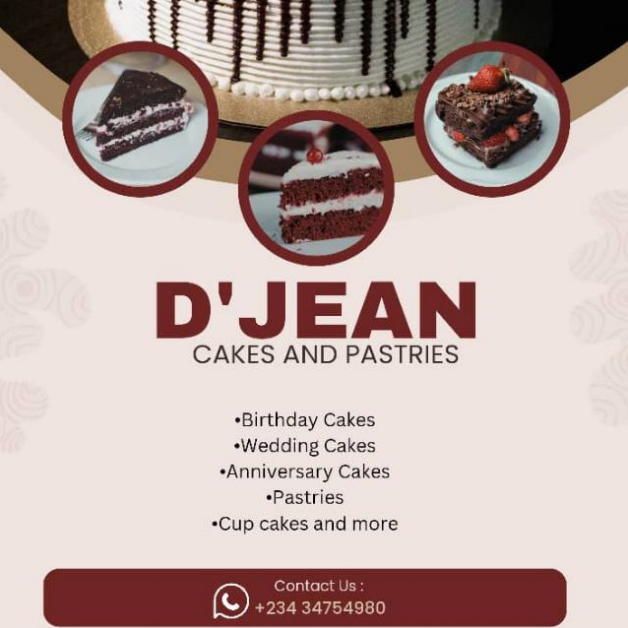 D'JEAN
CAKES AND PASTRIES
•Birthday Cakes
•Wedding Cakes
•Anniversary Cakes
•Pastries
•Cup cakes and more
Contact Us :
+234 34754980